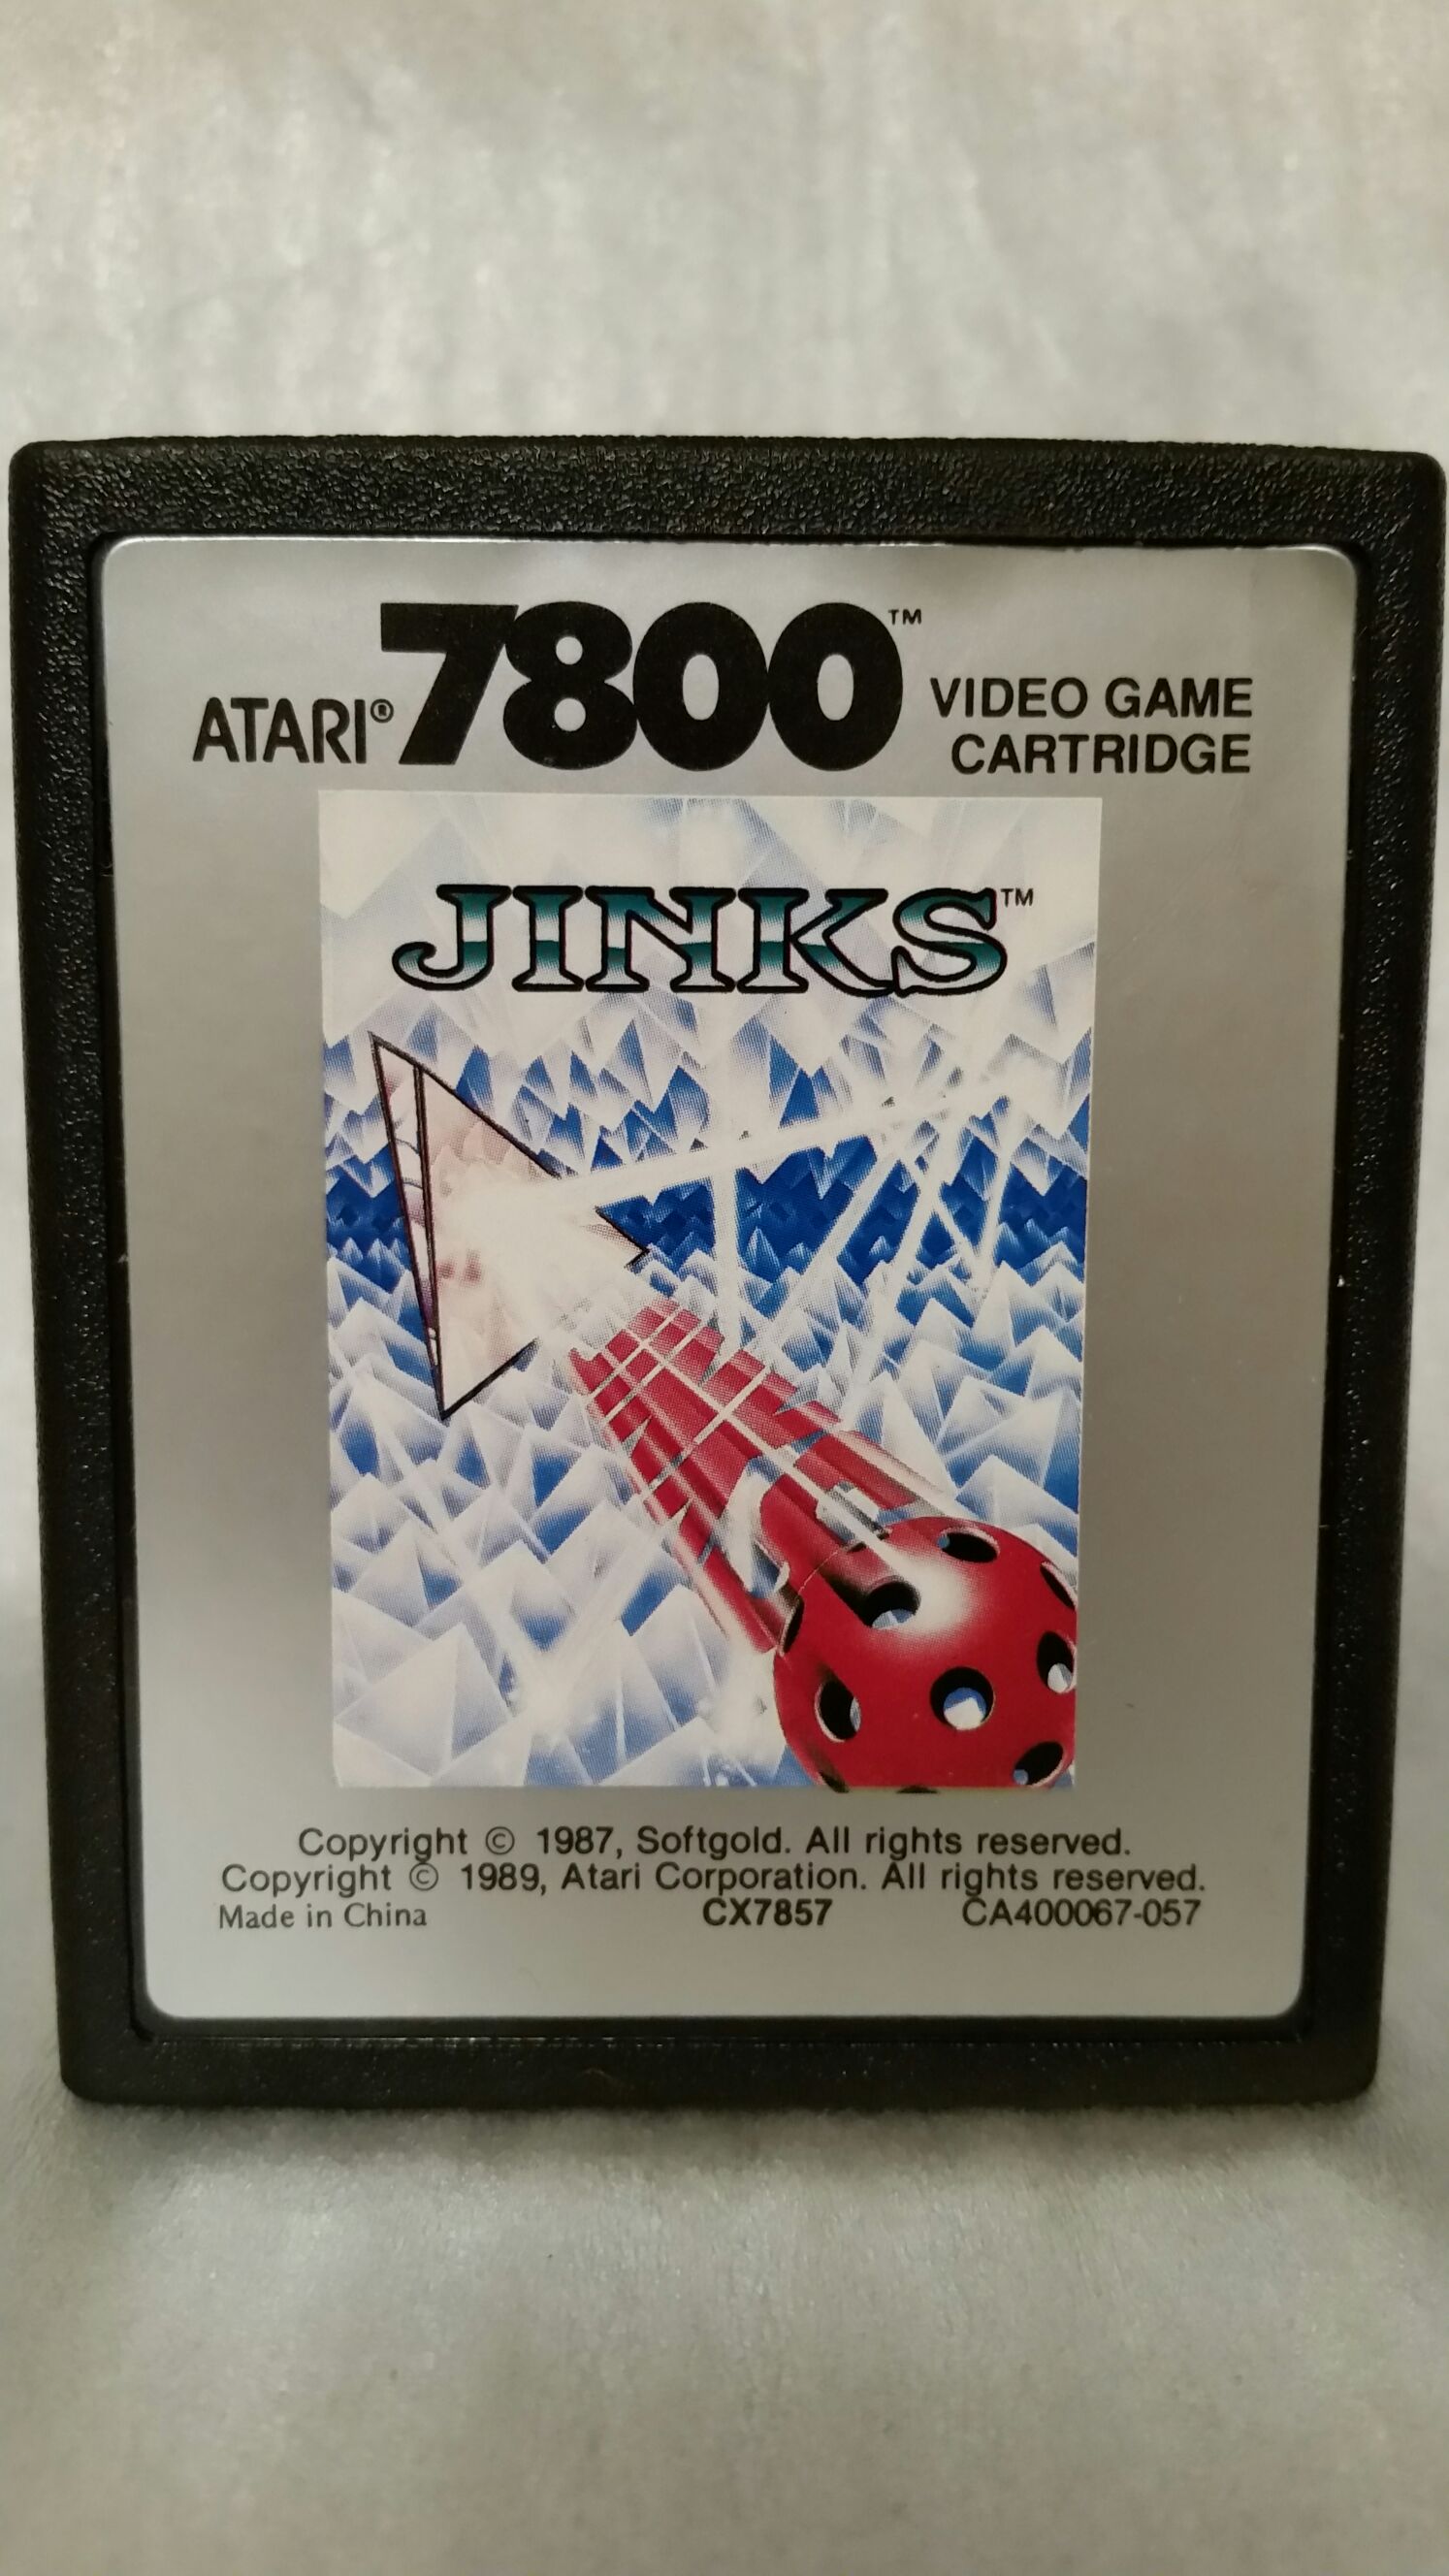 ATARI® 7800™ VIDEO GAME
CARTRIDGE
JINKS™
Copyright © 1987, Softgold. All rights reserved.
Copyright © 1989, Atari Corporation. All rights reserved.
Made in China CX7857 CA400067-057